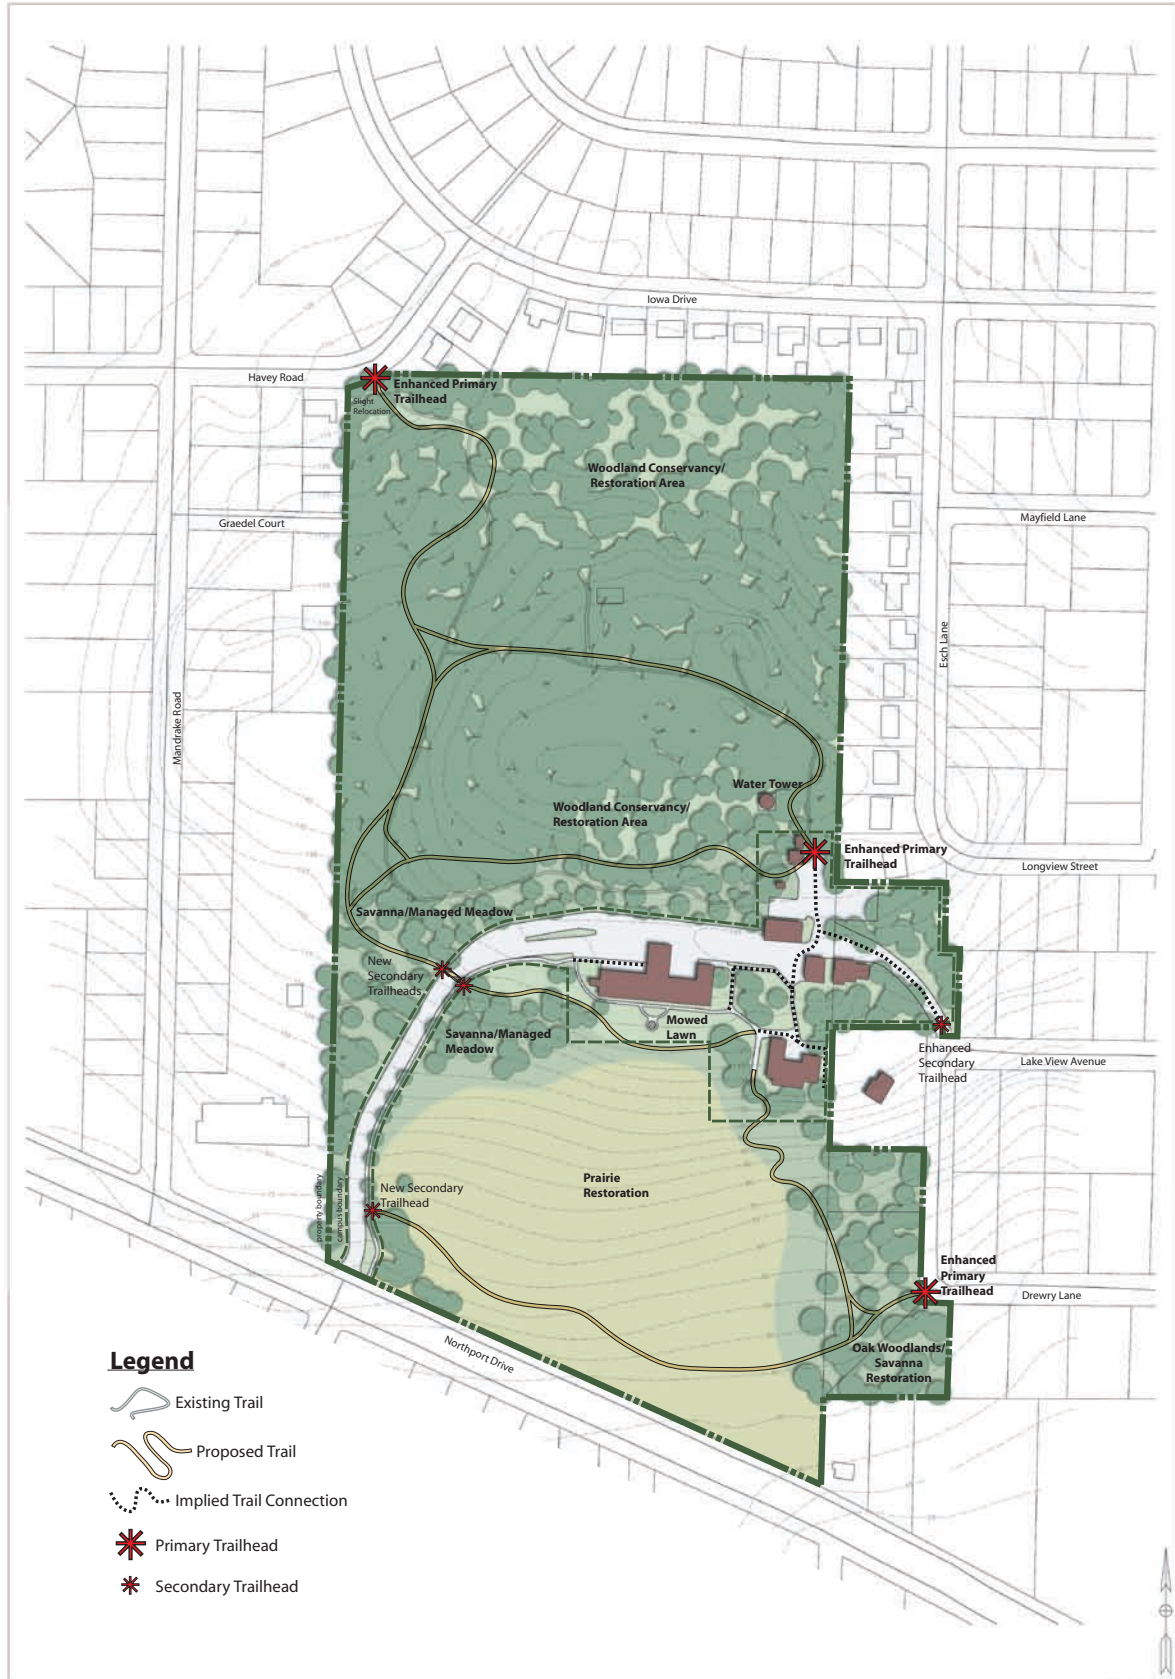 Iowa Drive
Havey Road
Enhanced Primary
Trailhead
Slight
Relocation
Woodland Conservancy/
Restoration Area
Graedel Court
Mayfield Lane
Esch Lane
Mandrake Road
Water Tower
Woodland Conservancy/
Restoration Area
Enhanced Primary
Trailhead
Longview Street
Savanna/Managed Meadow
New
Secondary
Trailheads
Mowed
Lawn
Savanna/Managed
Meadow
Enhanced
Secondary
Trailhead
Lake View Avenue
Prairie
Restoration
New Secondary
Trailhead
property boundary
campus boundary
Enhanced
Primary
Trailhead
Drewry Lane
Northport Drive
Oak Woodlands/
Savanna
Restoration
Legend
Existing Trail
Proposed Trail
Implied Trail Connection
Primary Trailhead
Secondary Trailhead